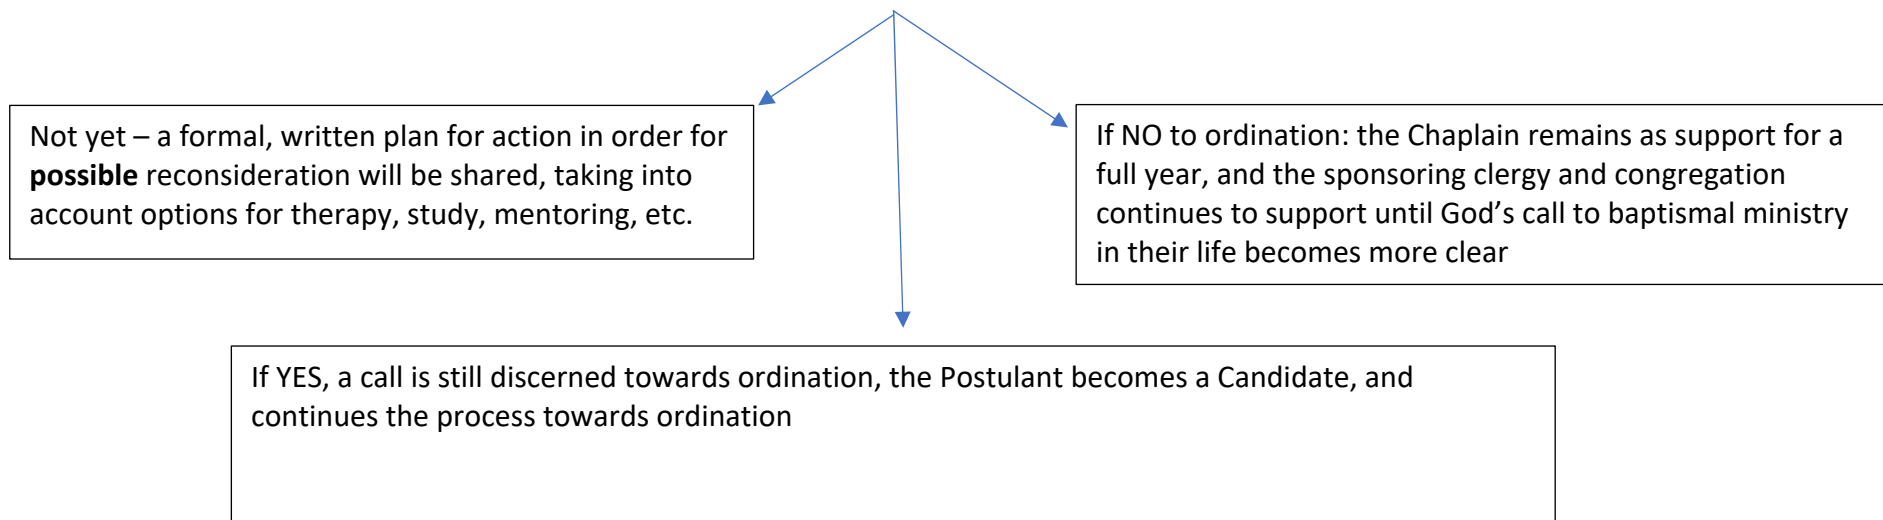 Not yet – a formal, written plan for action in order for
possible reconsideration will be shared, taking into
account options for therapy, study, mentoring, etc.
If NO to ordination: the Chaplain remains as support for a
full year, and the sponsoring clergy and congregation
continues to support until God’s call to baptismal ministry
in their life becomes more clear
If YES, a call is still discerned towards ordination, the Postulant becomes a Candidate, and
continues the process towards ordination